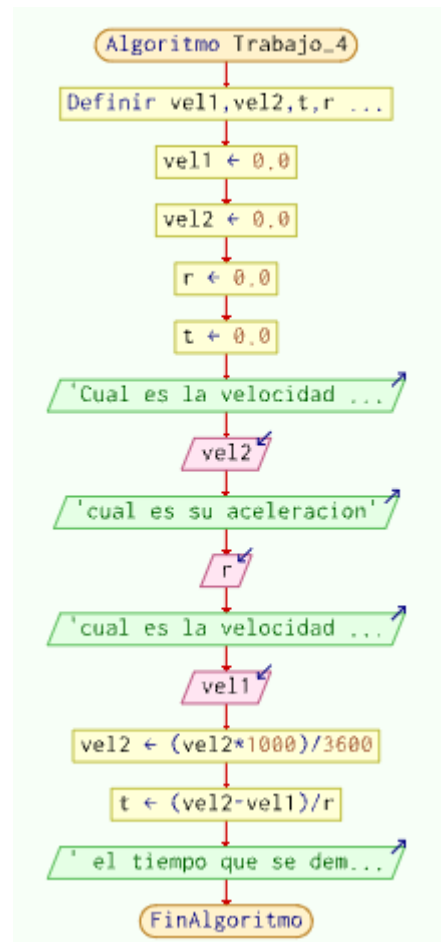 Algoritmo Trabajo_4
Definir vel1,vel2,t,r ...
vel1 ← 0.0
vel2 ← 0.0
r ← 0.0
t ← 0.0
'Cual es la velocidad ...
vel2
'cual es su aceleracion'
r
'cual es la velocidad ...
vel1
vel2 ← (vel2*1000)/3600
t ← (vel2-vel1)/r
' el tiempo que se dem...
FinAlgoritmo